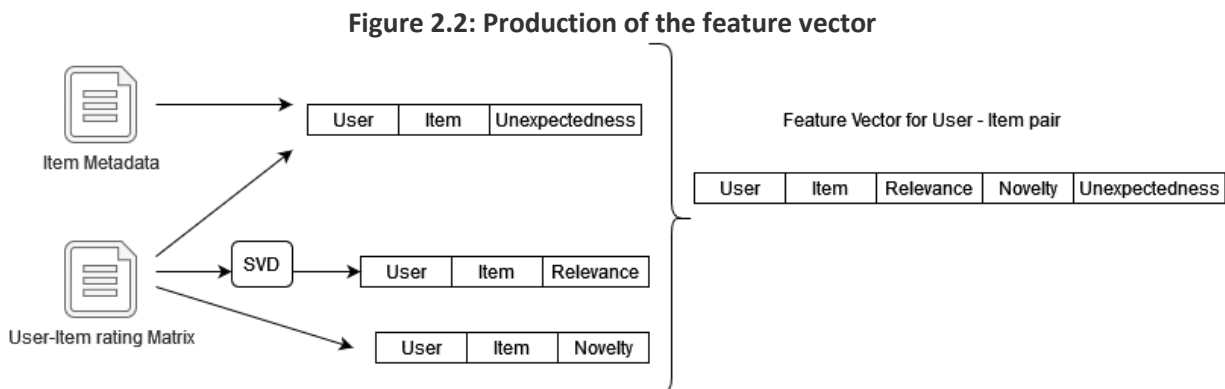 Figure 2.2: Production of the feature vector
Item Metadata
User Item Unexpectedness
User-Item rating Matrix
SVD
User Item Relevance
User Item Novelty
Feature Vector for User - Item pair
User Item Relevance Novelty Unexpectedness